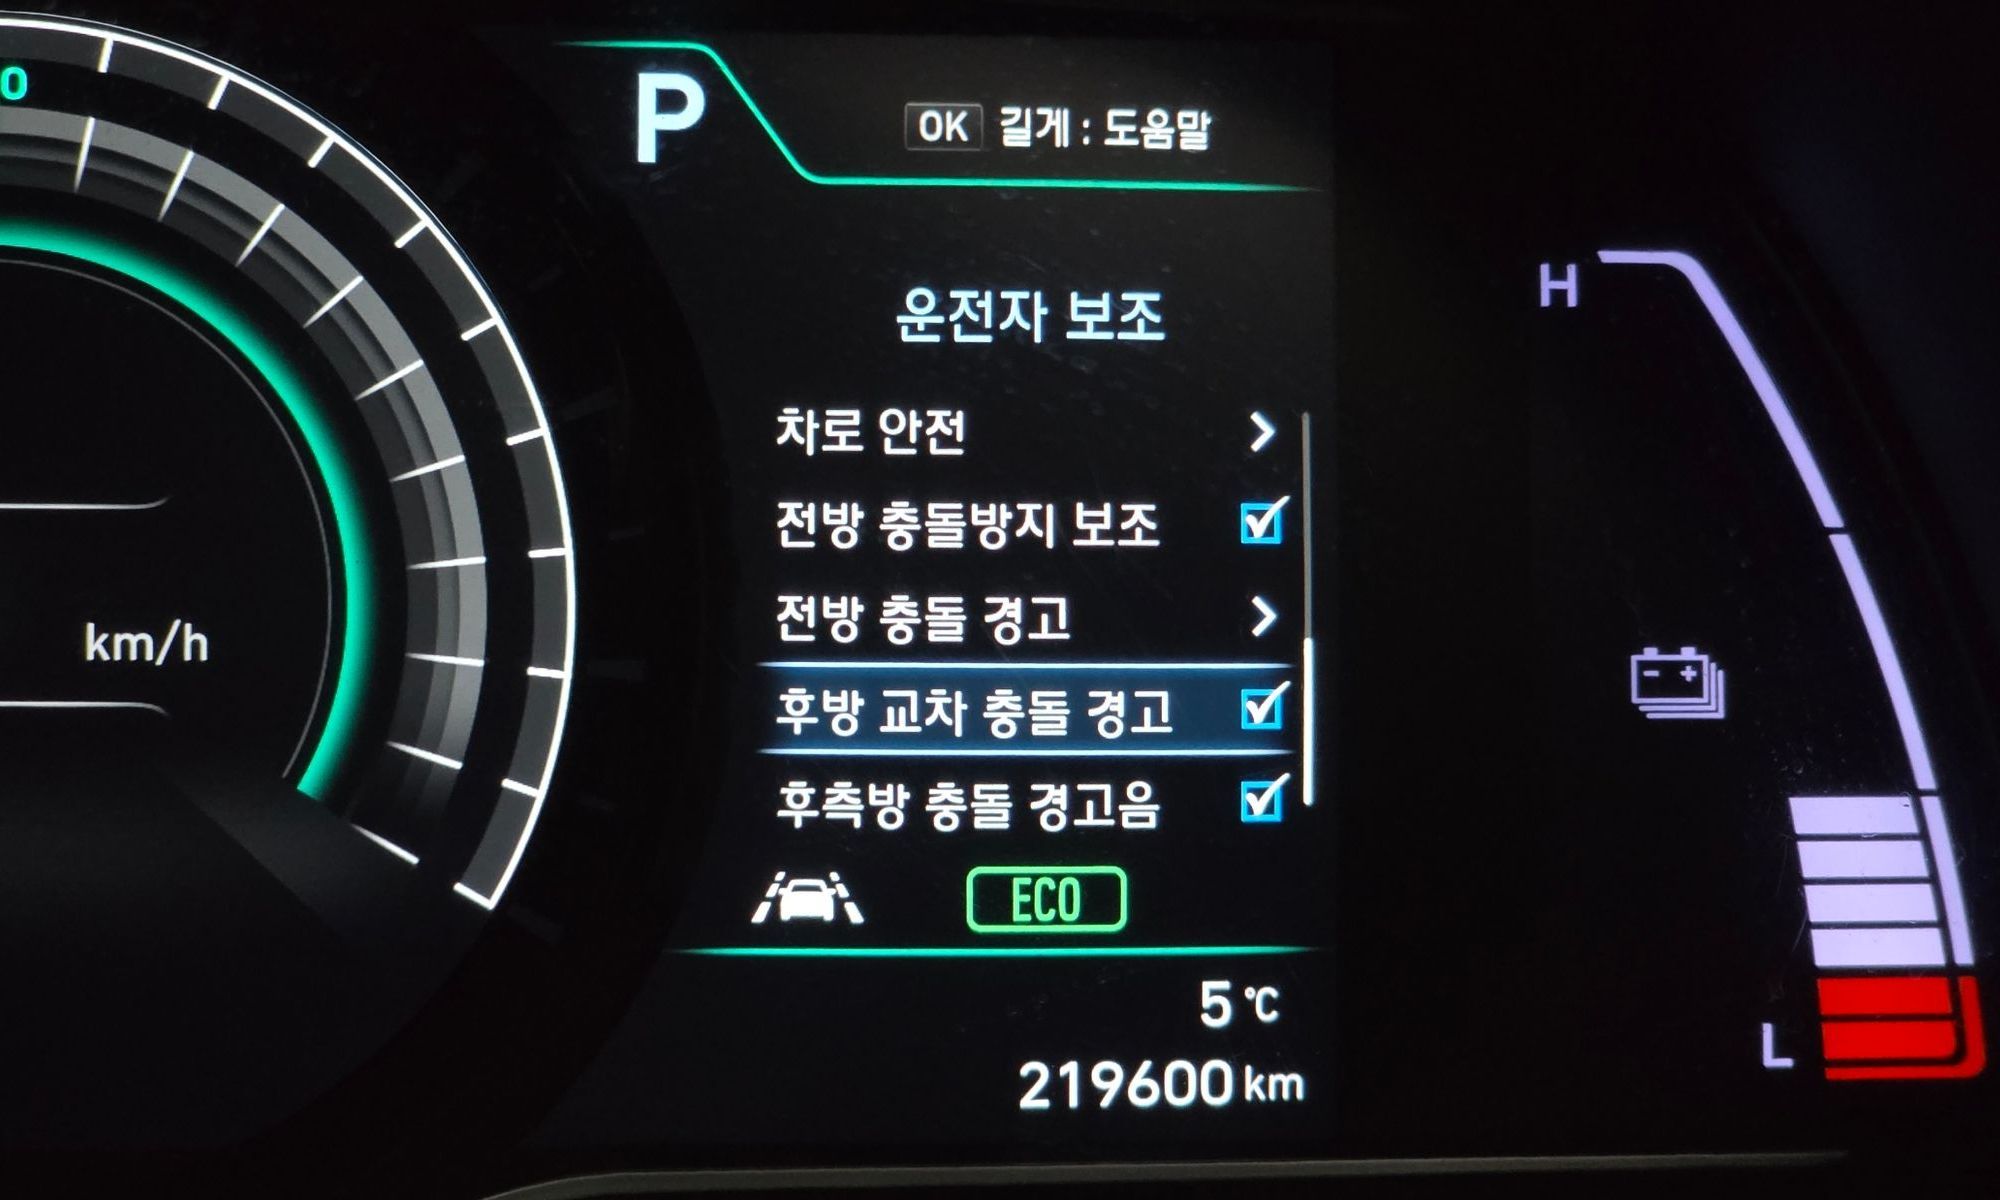 0
P
OK 길게 : 도움말
운전자 보조
차로 안전
전방 충돌방지 보조
전방 충돌 경고
후방 교차 충돌 경고
후측방 충돌 경고음
ECO
5 ℃
219600 km
km/h
H
- +
L